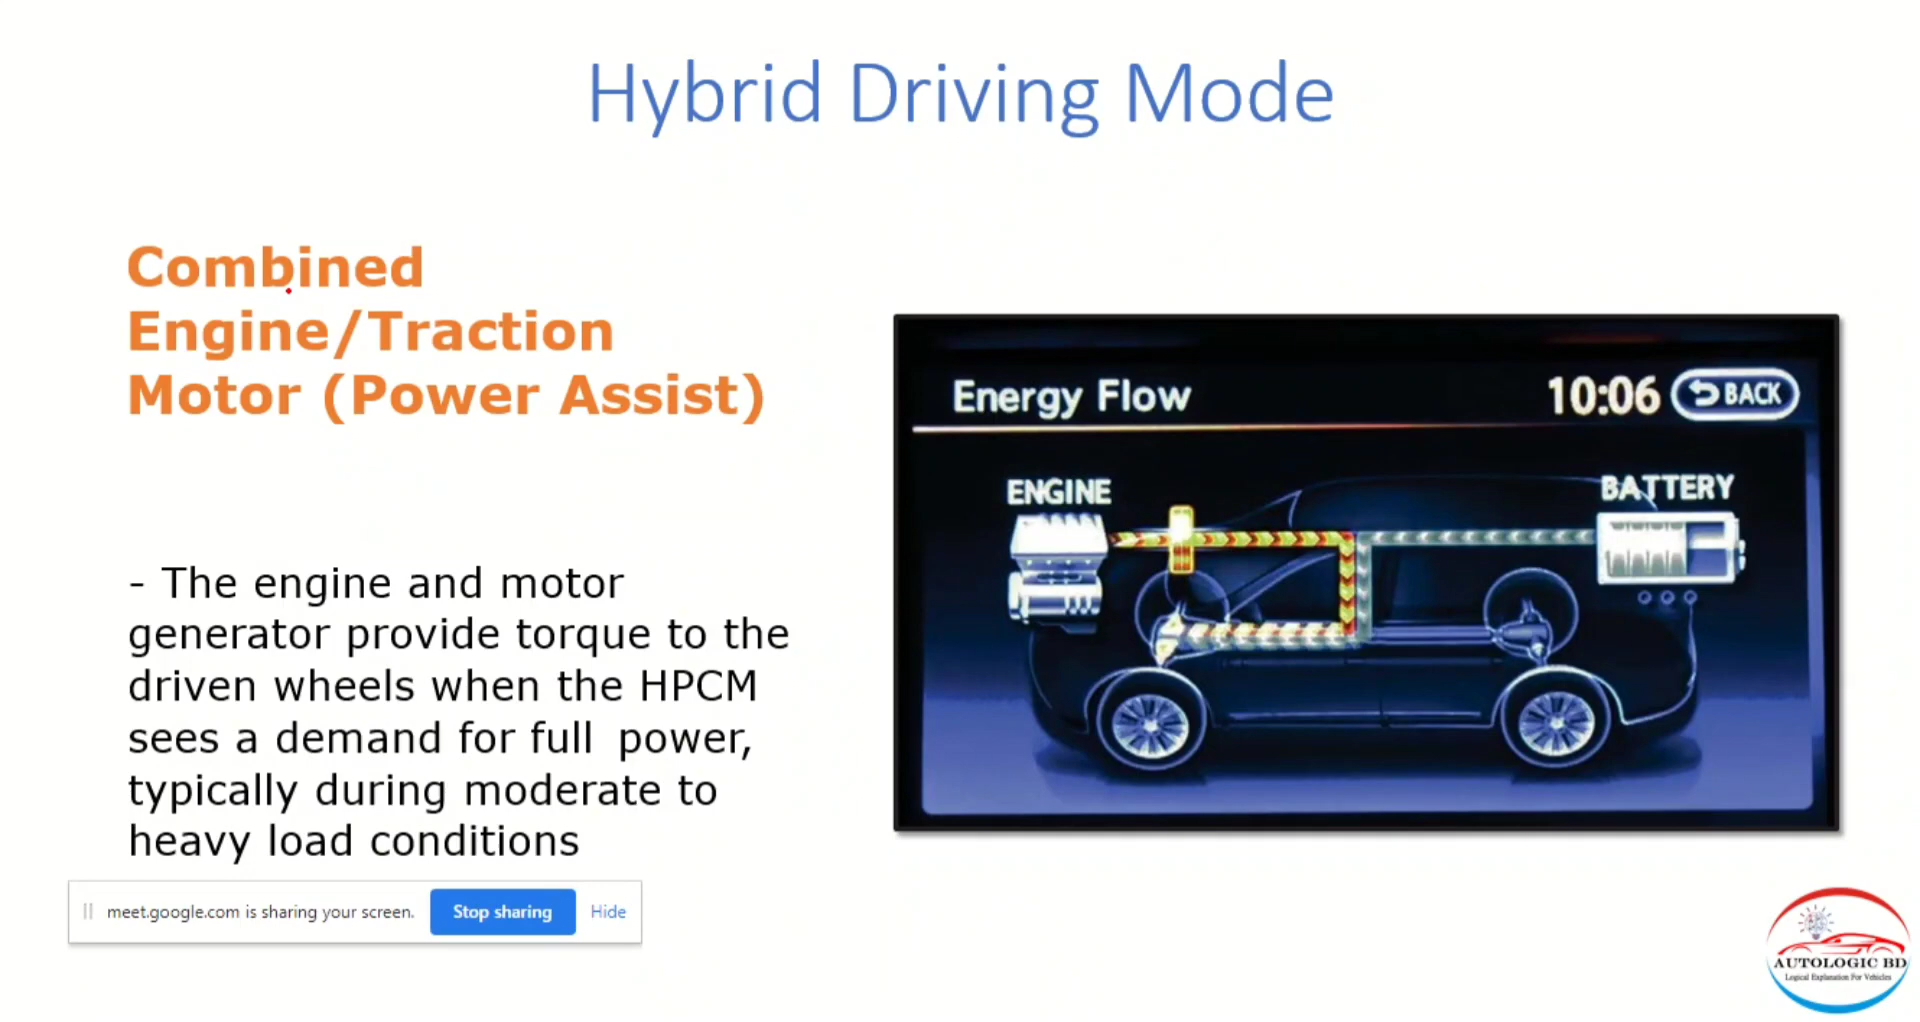 Hybrid Driving Mode
Combined
Engine/Traction
Motor (Power Assist)
- The engine and motor
generator provide torque to the
driven wheels when the HPCM
sees a demand for full power,
typically during moderate to
heavy load conditions
Energy Flow
10:06
BACK
ENGINE
BATTERY
meet.google.com is sharing your screen.
Stop sharing
Hide
AUTOLOGIC BD
Logical Explanation For Vehicles